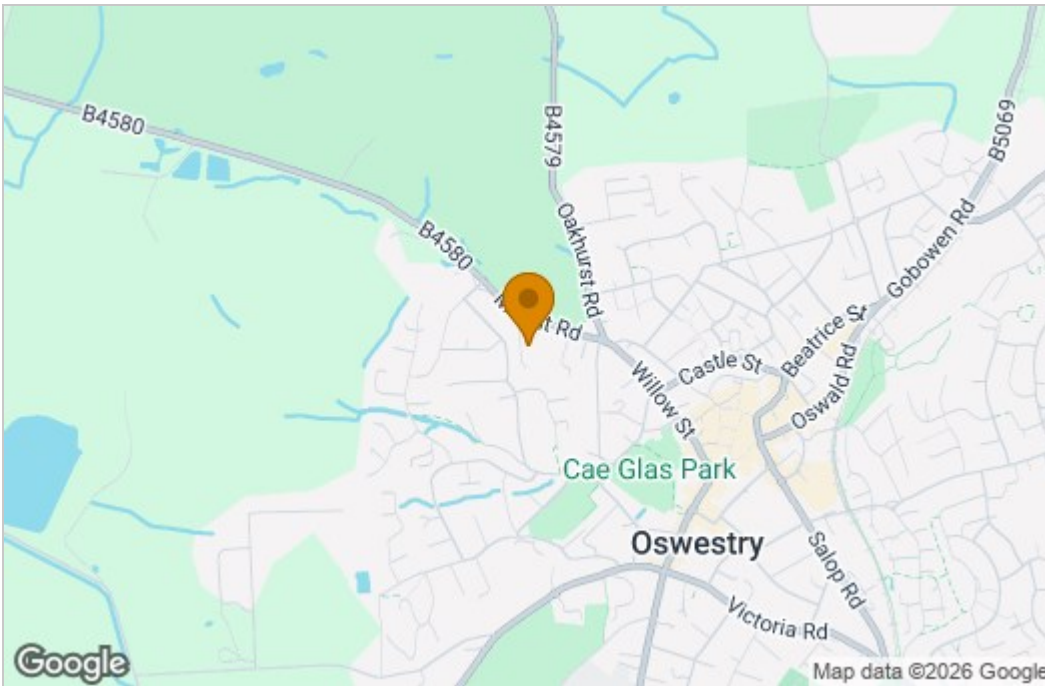 B4580
B4579
B5069
Oakhurst Rd
B4580
Gobowen Rd
Rd
Beatrice St
Castle St
Willow St
Oswald Rd
Cae Glas Park
Oswestry
Salop Rd
Victoria Rd
Google
Map data ©2026 Google